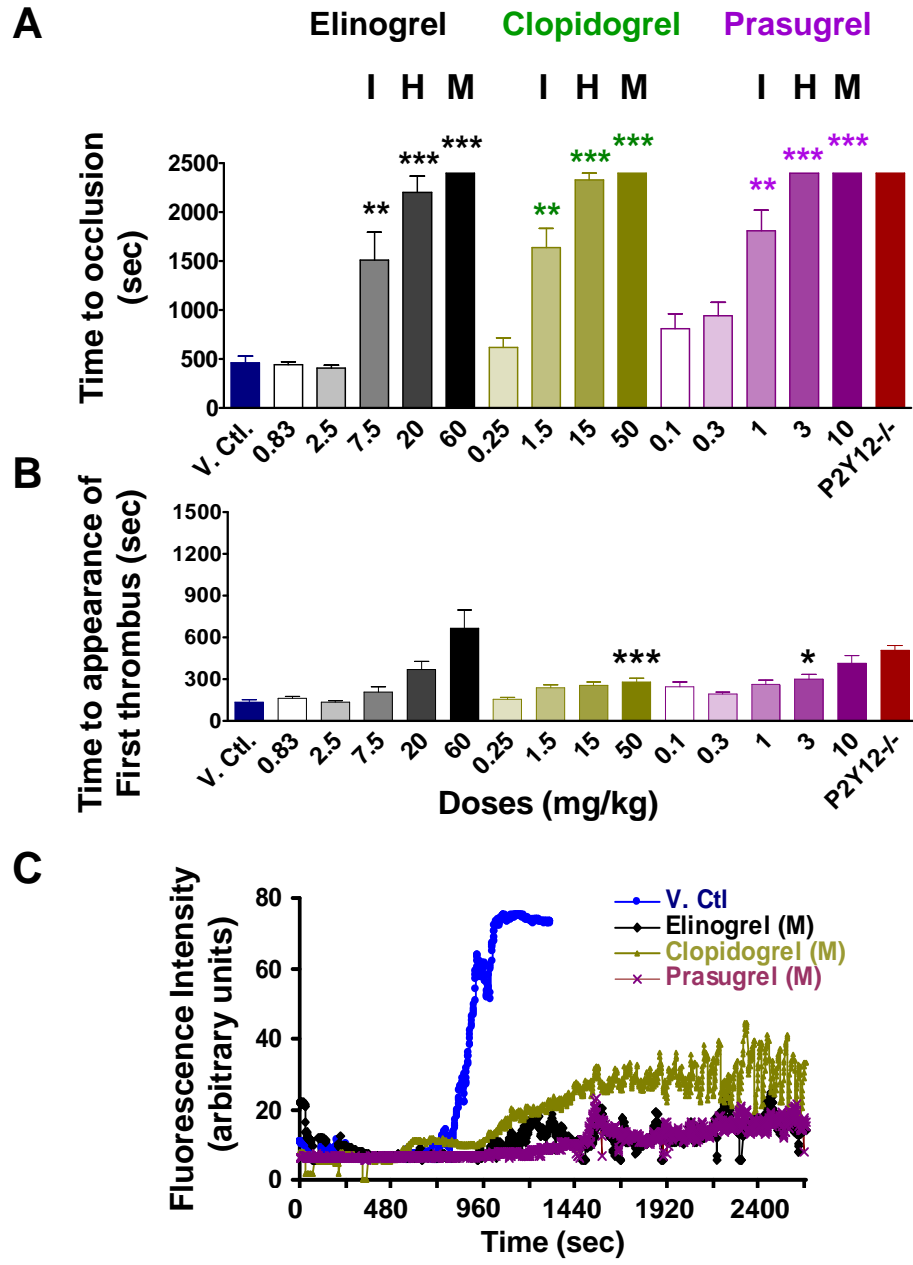 A
Elinogrel Clopidogrel Prasugrel
I H M I H M I H M
Time to occlusion
(sec)
2500
2000
1500
1000
500
0
** *** *** ** *** *** ** *** ***
V. Ctl. 0.83 2.5 7.5 20 60 0.25 1.5 15 50 0.1 0.3 1 3 10 P2Y12-/-
B
Time to appearance of
First thrombus (sec)
1500
1200
900
600
300
0
*** *
V. Ctl. 0.83 2.5 7.5 20 60 0.25 1.5 15 50 0.1 0.3 1 3 10 P2Y12-/-
Doses (mg/kg)
C
Fluorescence Intensity
(arbitrary units)
80
60
40
20
0
V. Ctl
Elinogrel (M)
Clopidogrel (M)
Prasugrel (M)
0 480 960 1440 1920 2400
Time (sec)